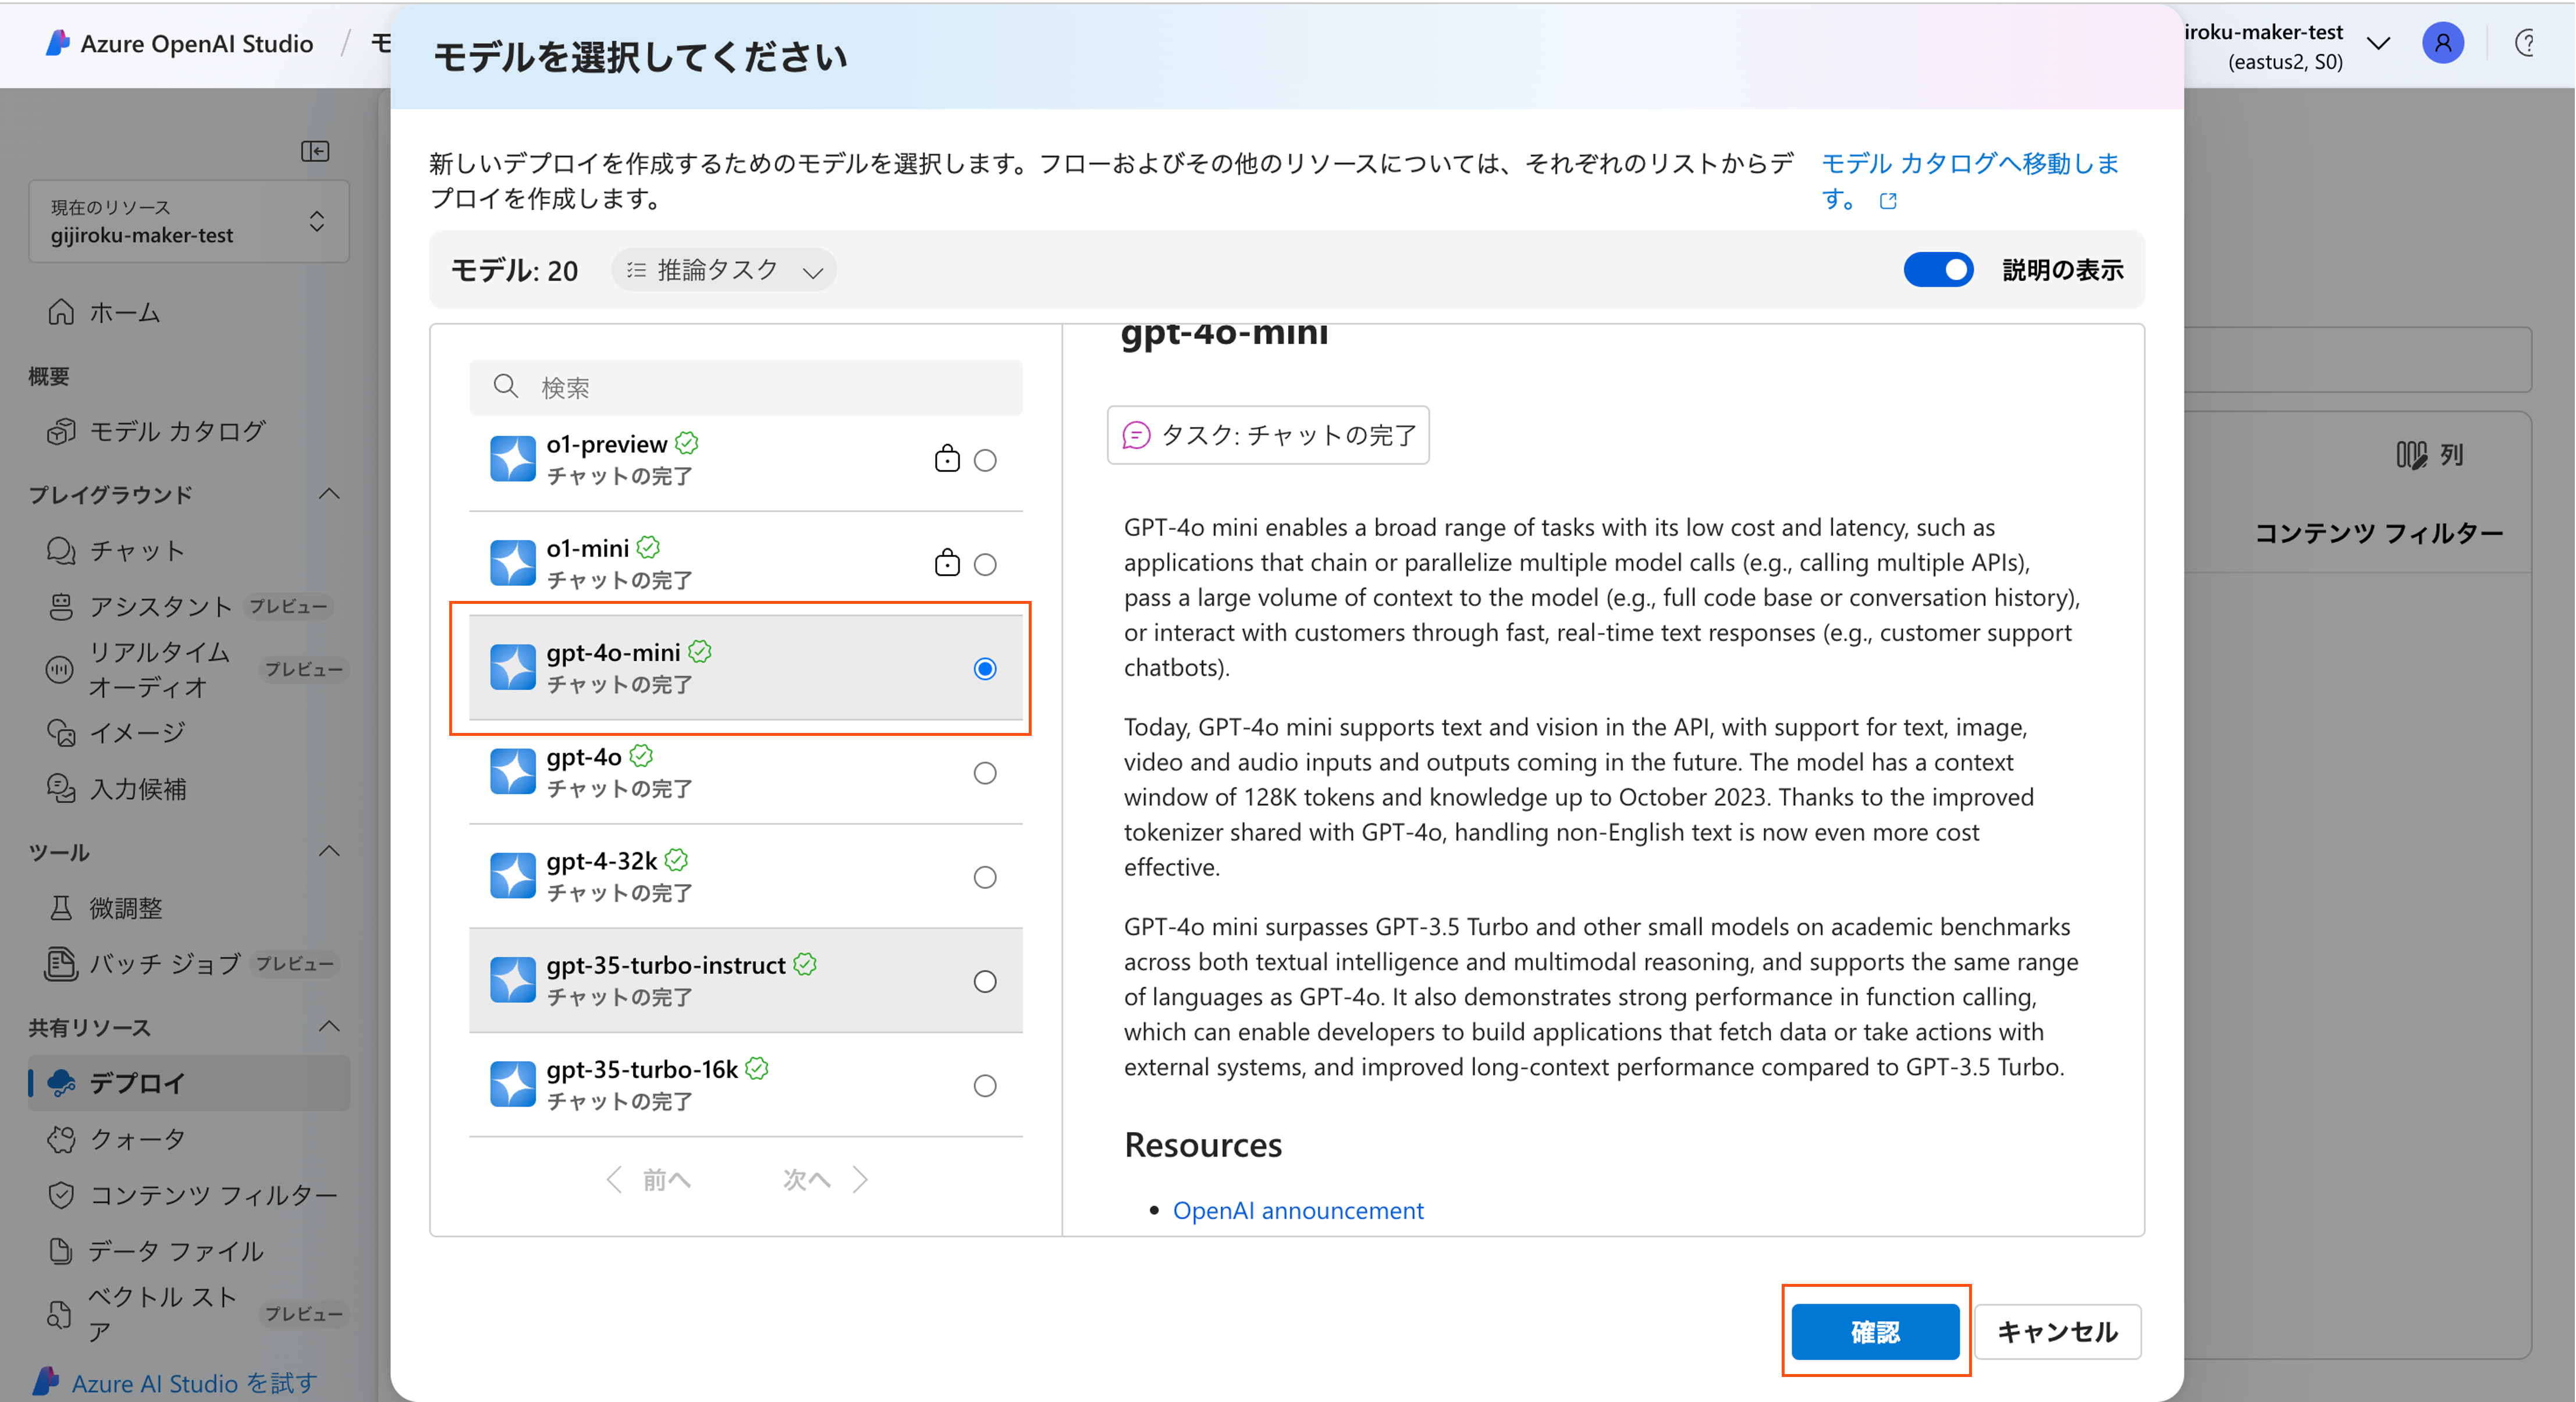 Azure OpenAI Studio / モ
iroku-maker-test
(eastus2, S0)
現在のリソース
gijiroku-maker-test
ホーム
概要
モデル カタログ
プレイグラウンド
チャット
アシスタント プレビュー
リアルタイム
オーディオ プレビュー
イメージ
入力候補
ツール
微調整
バッチ ジョブ プレビュー
共有リソース
デプロイ
クォータ
コンテンツ フィルター
データ ファイル
ベクトル スト
ア プレビュー
Azure AI Studio を試す
モデルを選択してください
新しいデプロイを作成するためのモデルを選択します。フローおよびその他のリソースについては、それぞれのリストからデ
プロイを作成します。
モデル カタログへ移動しま
す。
モデル: 20
推論タスク
説明の表示
検索
o1-preview
チャットの完了
o1-mini
チャットの完了
gpt-4o-mini
チャットの完了
gpt-4o
チャットの完了
gpt-4-32k
チャットの完了
gpt-35-turbo-instruct
チャットの完了
gpt-35-turbo-16k
チャットの完了
前へ
次へ
gpt-4o-mini
タスク: チャットの完了
GPT-4o mini enables a broad range of tasks with its low cost and latency, such as
applications that chain or parallelize multiple model calls (e.g., calling multiple APIs),
pass a large volume of context to the model (e.g., full code base or conversation history),
or interact with customers through fast, real-time text responses (e.g., customer support
chatbots).
Today, GPT-4o mini supports text and vision in the API, with support for text, image,
video and audio inputs and outputs coming in the future. The model has a context
window of 128K tokens and knowledge up to October 2023. Thanks to the improved
tokenizer shared with GPT-4o, handling non-English text is now even more cost
effective.
GPT-4o mini surpasses GPT-3.5 Turbo and other small models on academic benchmarks
across both textual intelligence and multimodal reasoning, and supports the same range
of languages as GPT-4o. It also demonstrates strong performance in function calling,
which can enable developers to build applications that fetch data or take actions with
external systems, and improved long-context performance compared to GPT-3.5 Turbo.
Resources
• OpenAI announcement
確認
キャンセル
列
コンテンツ フィルター